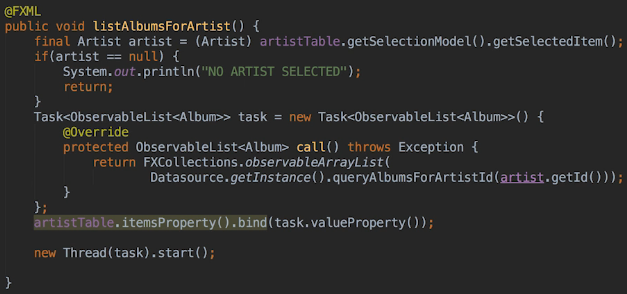 @FXML
public void listAlbumsForArtist() {
    final Artist artist = (Artist) artistTable.getSelectionModel().getSelectedItem();
    if(artist == null) {
        System.out.println("NO ARTIST SELECTED");
        return;
    }
    Task<ObservableList<Album>> task = new Task<ObservableList<Album>>() {
        @Override
        protected ObservableList<Album> call() throws Exception {
            return FXCollections.observableArrayList(
                    Datasource.getInstance().queryAlbumsForArtistId(artist.getId()));
        }
    };
    artistTable.itemsProperty().bind(task.valueProperty());

    new Thread(task).start();

}